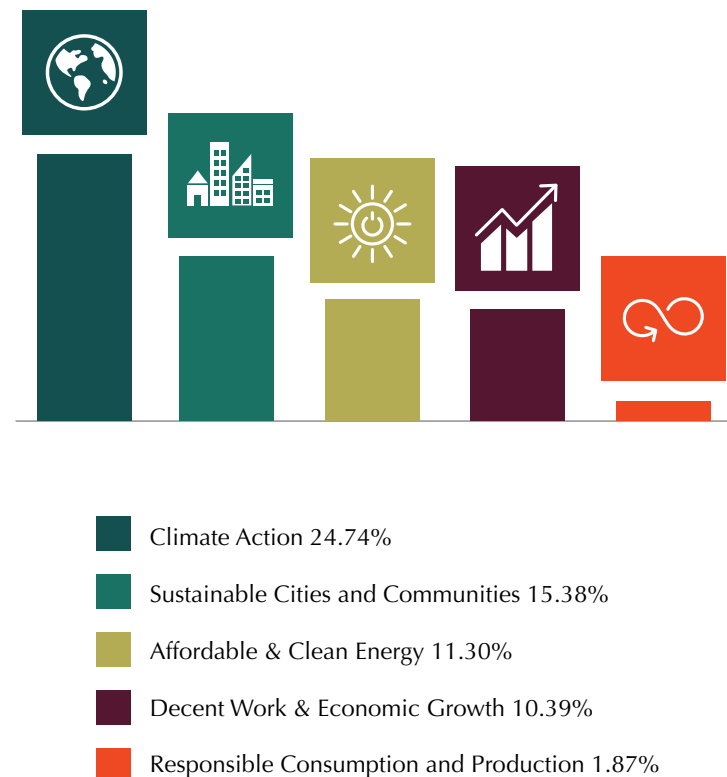 Climate Action 24.74%
Sustainable Cities and Communities 15.38%
Affordable & Clean Energy 11.30%
Decent Work & Economic Growth 10.39%
Responsible Consumption and Production 1.87%